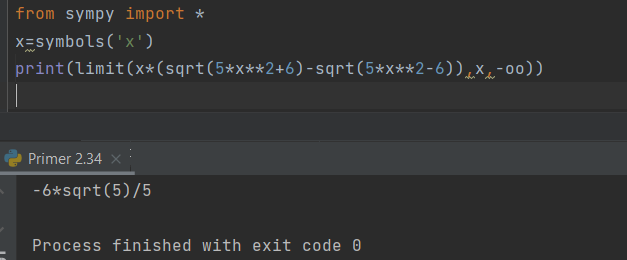 from sympy import *
x=symbols('x')
print(limit(x*(sqrt(5*x**2+6)-sqrt(5*x**2-6)),x,-oo))
Primer 2.34 ×
-6*sqrt(5)/5
Process finished with exit code 0